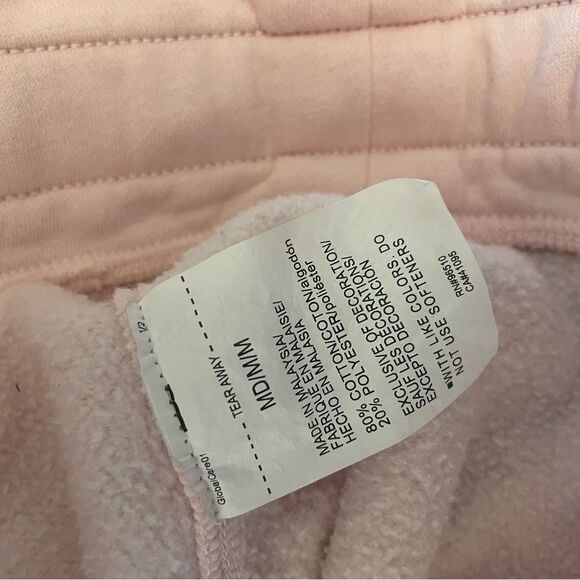 GlobalCare01
1/2
TEAR AWAY
MD/M/M
MADE IN MALAYSIA/
FABRIQUÉ EN MALAISIE/
HECHO EN MALASIA
80% COTTON/COTON/algodón
20% POLYESTER/poliéster
EXCLUSIVE OF DECORATION/
SAUF LES DÉCORATIONS/
EXCEPTO DECORACIÓN
WITH LIKE COLORS. DO
NOT USE SOFTENERS
RN#96510
CA#41095